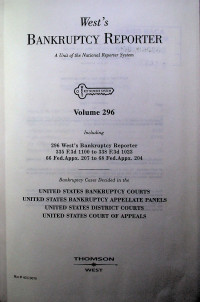 West's
BANKRUPTCY REPORTER
A Unit of the National Reporter System
Volume 296
Including
296 West's Bankruptcy Reporter
335 F.3d 1100 to 338 F.3d 1023
66 Fed.Appx. 207 to 68 Fed.Appx. 204
Bankruptcy Cases Decided in the
UNITED STATES BANKRUPTCY COURTS
UNITED STATES BANKRUPTCY APPELLATE PANELS
UNITED STATES DISTRICT COURTS
UNITED STATES COURT OF APPEALS
THOMSON
WEST